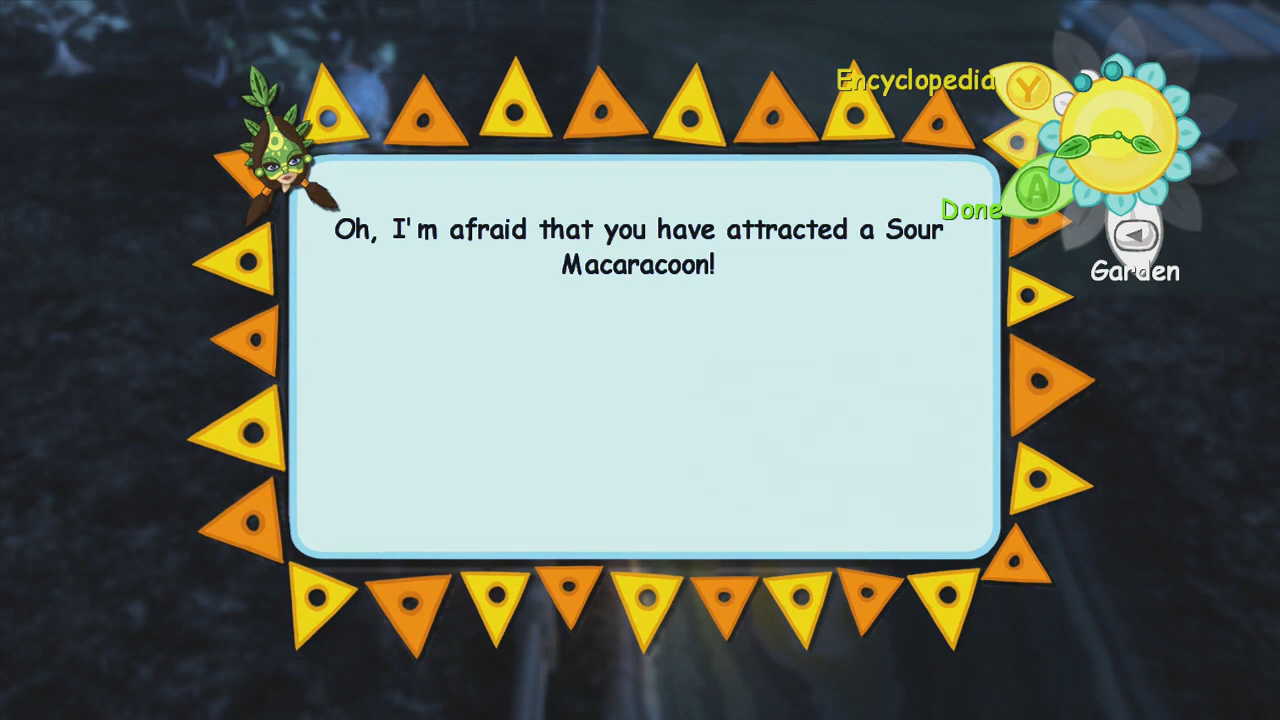 Encyclopedia
Y
A
Done
Garden
Oh, I'm afraid that you have attracted a Sour
Macaracoon!